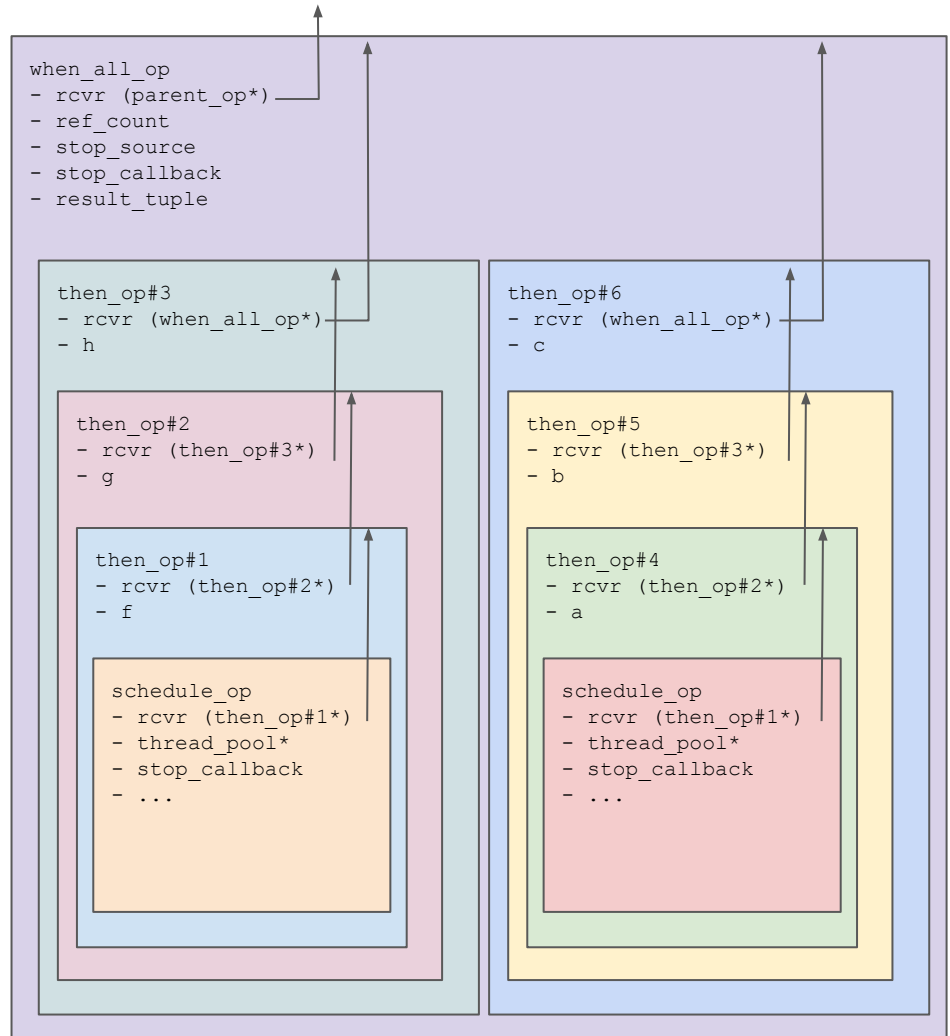 when_all_op
- rcvr (parent_op*)
- ref_count
- stop_source
- stop_callback
- result_tuple
then_op#3
- rcvr (when_all_op*)
- h
then_op#2
- rcvr (then_op#3*)
- g
then_op#1
- rcvr (then_op#2*)
- f
schedule_op
- rcvr (then_op#1*)
- thread_pool*
- stop_callback
- ...
then_op#6
- rcvr (when_all_op*)
- c
then_op#5
- rcvr (then_op#3*)
- b
then_op#4
- rcvr (then_op#2*)
- a
schedule_op
- rcvr (then_op#1*)
- thread_pool*
- stop_callback
- ...